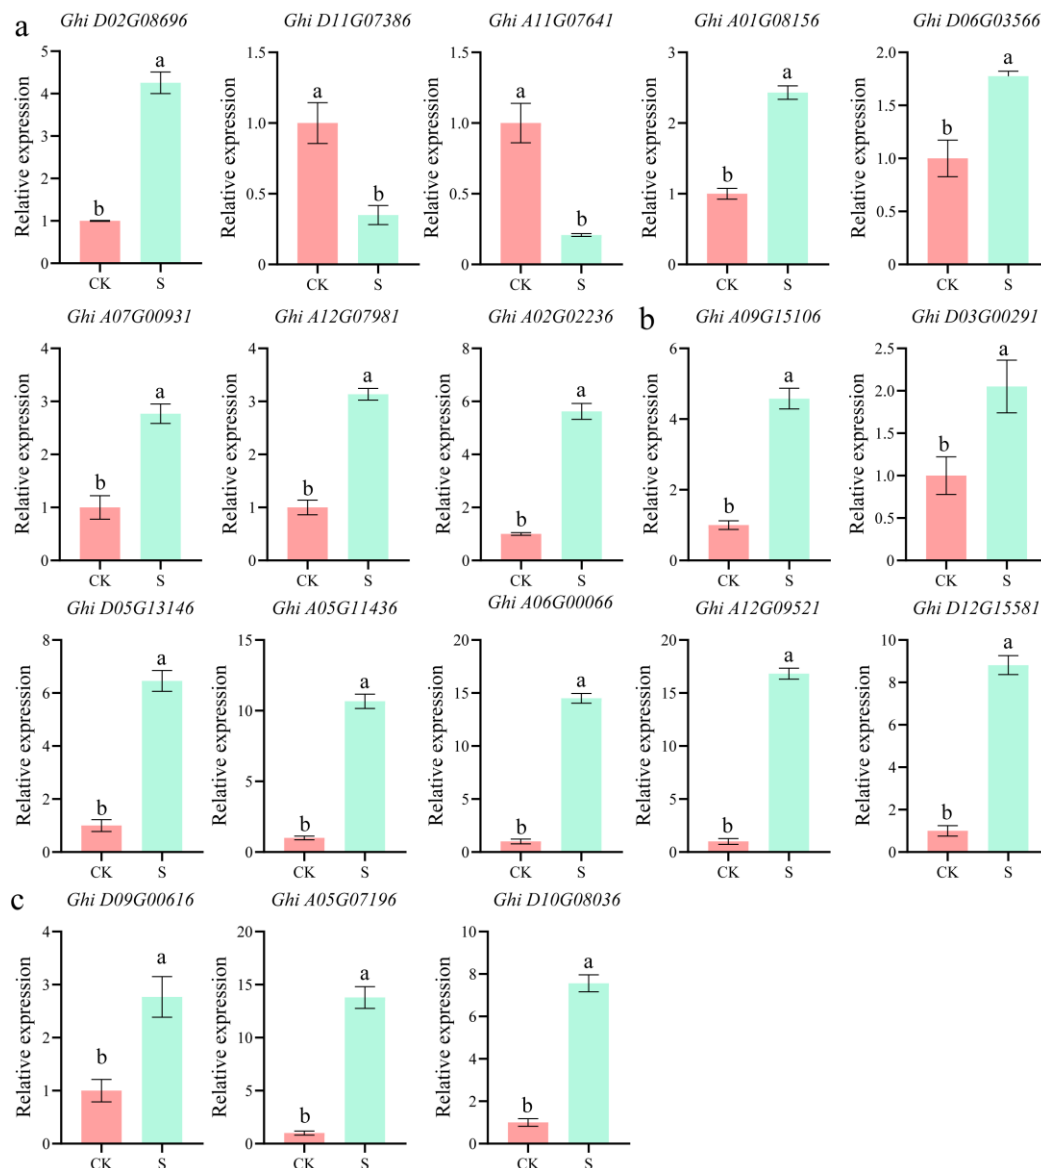 a
Ghi D02G08696
Relative expression
5
4
3
2
1
0
b
a
CK
S
Ghi D11G07386
Relative expression
1.5
1.0
0.5
0.0
a
b
CK
S
Ghi A11G07641
Relative expression
1.5
1.0
0.5
0.0
a
b
CK
S
Ghi A01G08156
Relative expression
3
2
1
0
b
a
CK
S
Ghi D06G03566
Relative expression
2.0
1.5
1.0
0.5
0.0
b
a
CK
S
Ghi A07G00931
Relative expression
4
3
2
1
0
b
a
CK
S
Ghi A12G07981
Relative expression
4
3
2
1
0
b
a
CK
S
Ghi A02G02236
Relative expression
8
6
4
2
0
b
a
CK
S
b
Ghi A09G15106
Relative expression
6
4
2
0
b
a
CK
S
Ghi D03G00291
Relative expression
2.5
2.0
1.5
1.0
0.5
0.0
b
a
CK
S
Ghi D05G13146
Relative expression
8
6
4
2
0
b
a
CK
S
Ghi A05G11436
Relative expression
15
10
5
0
b
a
CK
S
Ghi A06G00066
Relative expression
20
15
10
5
0
b
a
CK
S
Ghi A12G09521
Relative expression
20
15
10
5
0
b
a
CK
S
Ghi D12G15581
Relative expression
10
8
6
4
2
0
b
a
CK
S
c
Ghi D09G00616
Relative expression
4
3
2
1
0
b
a
CK
S
Ghi A05G07196
Relative expression
20
15
10
5
0
b
a
CK
S
Ghi D10G08036
Relative expression
10
8
6
4
2
0
b
a
CK
S